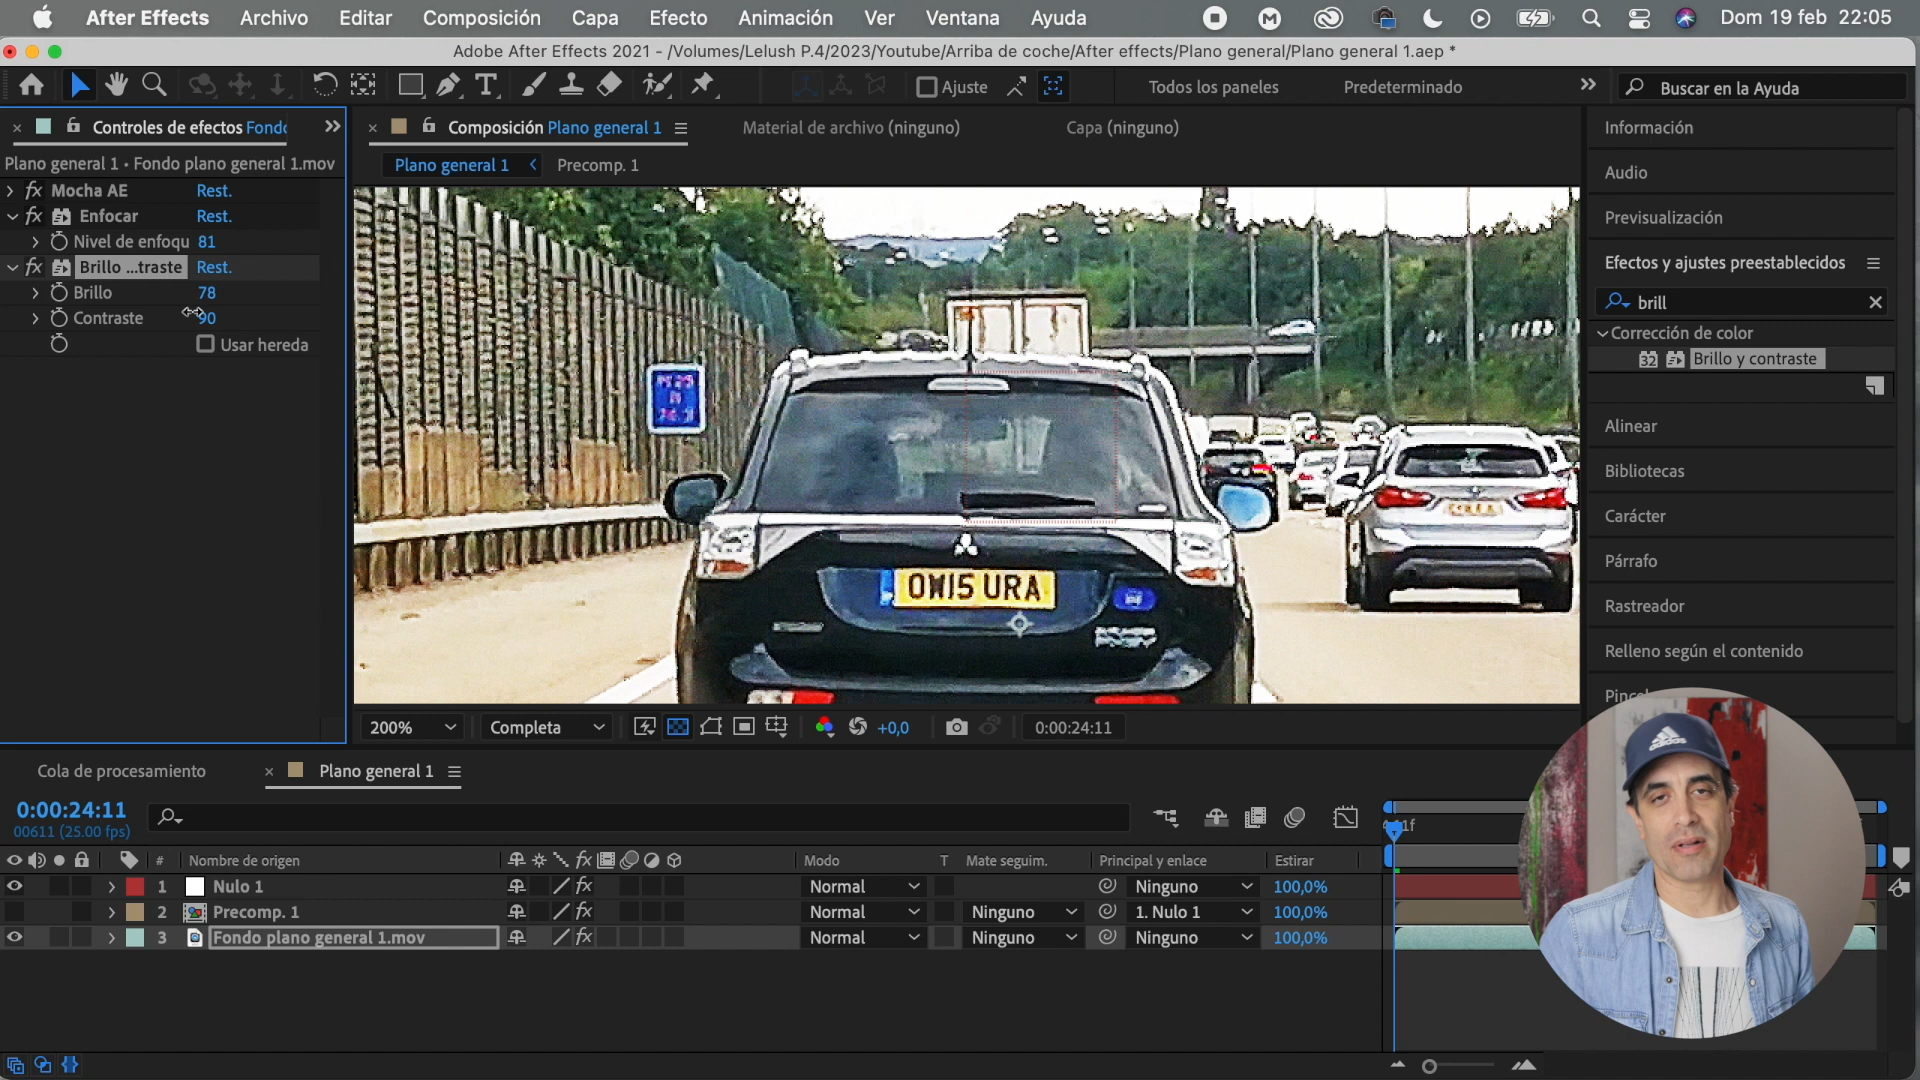 After Effects Archivo Editar Composición Capa Efecto Animación Ver Ventana Ayuda Dom 19 feb 22:05
Adobe After Effects 2021 - /Volumes/Lelush P.4/2023/Youtube/Arriba de coche/After effects/Plano general/Plano general 1.aep *
Ajuste Todos los paneles Predeterminado Buscar en la Ayuda
Controles de efectos Fondo
Composición Plano general 1 Material de archivo (ninguno) Capa (ninguno)
Plano general 1 • Fondo plano general 1.mov
Plano general 1 Precomp. 1
fx Mocha AE Rest.
fx Enfocar Rest.
Nivel de enfoqu 81
fx Brillo ...traste Rest.
Brillo 78
Contraste 90
Usar hereda
OW15 URA
Información
Audio
Previsualización
Efectos y ajustes preestablecidos
brill
Corrección de color
32 Brillo y contraste
Alinear
Bibliotecas
Carácter
Párrafo
Rastreador
Relleno según el contenido
200% Completa +0,0 0:00:24:11
Cola de procesamiento Plano general 1
0:00:24:11
00611 (25.00 fps)
# Nombre de origen fx Modo T Mate seguim. Principal y enlace Estirar
1 Nulo 1 fx Normal Ninguno 100,0%
2 Precomp. 1 fx Normal Ninguno 1. Nulo 1 100,0%
3 Fondo plano general 1.mov fx Normal Ninguno Ninguno 100,0%
adidas